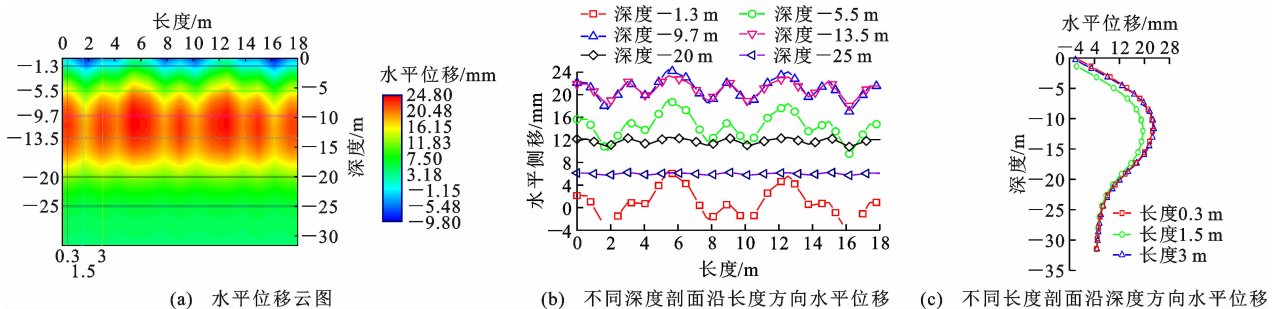 长度/m
0 2 4 6 8 10 12 14 16 18
−1.3
−5.5
−9.7
−13.5
−20
−25
0
−5
−10
−15
−20
−25
−30
深度/m
0.3
1.5
3
水平位移/mm
24.80
20.48
16.15
11.83
7.50
3.18
−1.15
−5.48
−9.80
(a) 水平位移云图
深度−1.3 m 深度−5.5 m
深度−9.7 m 深度−13.5 m
深度−20 m 深度−25 m
水平侧移/mm
24
20
16
12
8
4
0
−4
0 2 4 6 8 10 12 14 16 18
长度/m
(b) 不同深度剖面沿长度方向水平位移
水平位移/mm
−4 4 12 20 28
0
−5
−10
−15
−20
−25
−30
−35
深度/m
长度0.3 m
长度1.5 m
长度3 m
(c) 不同长度剖面沿深度方向水平位移